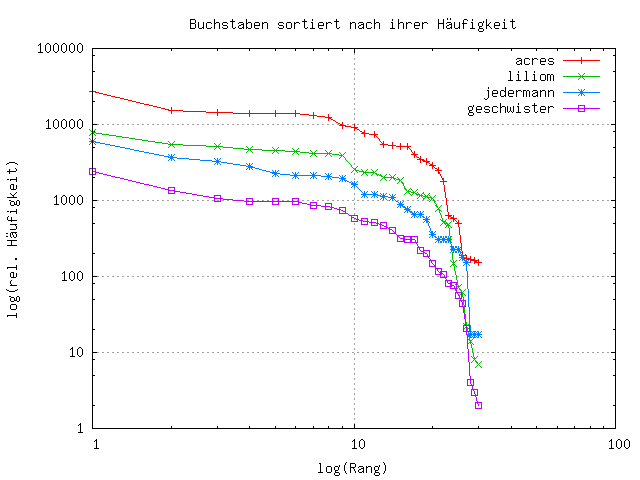 Buchstaben sortiert nach ihrer Häufigkeit
acres
liliom
jedermann
geschwister
log(rel. Häufigkeit)
100000
10000
1000
100
10
1
1 10 100
log(Rang)